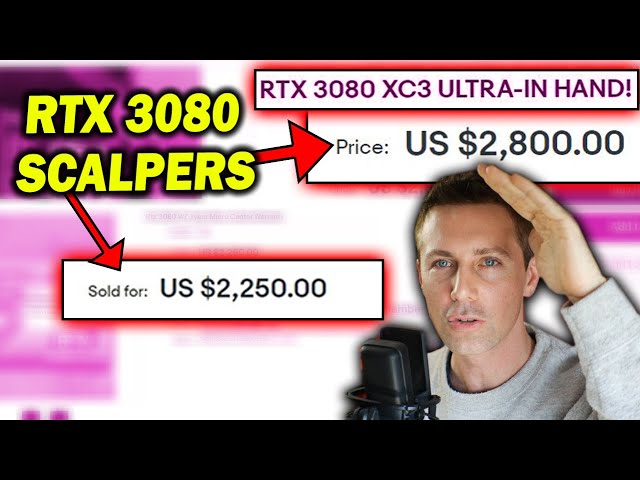 RTX 3080
SCALPERS
RTX 3080 XC3 ULTRA-IN HAND!
Price: US $2,800.00
Sold for: US $2,250.00